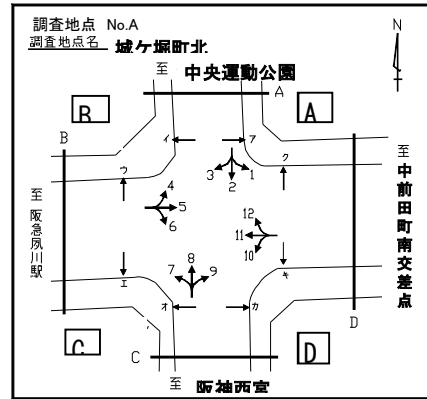 調査地点 No.A
調査地点名 城ケ堀町北
至 中央運動公園
N
A
B
A
B
イ
ア
ウ
ク
3
2
1
4
5
6
12
11
10
至 阪急夙川駅
至 中前田町南交差点
エ
キ
7
8
9
オ
カ
C
D
D
C
至 阪神西宮